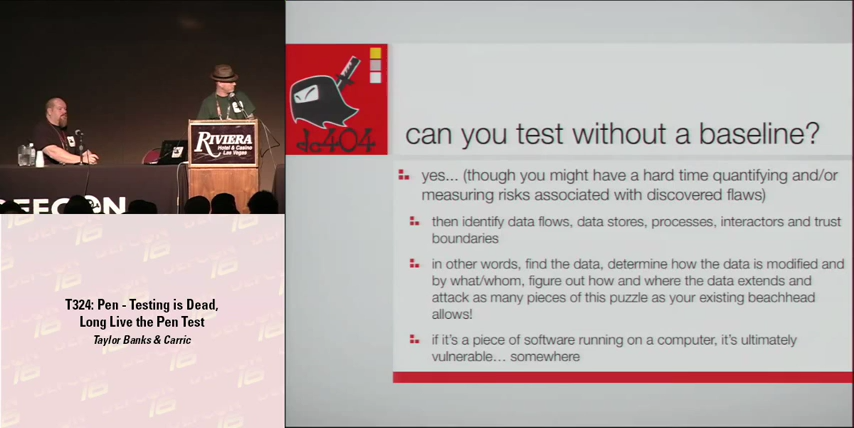 RIVIERA
Hotel & Casino
Las Vegas
DEFCON
T324: Pen - Testing is Dead,
Long Live the Pen Test
Taylor Banks & Carric
dc404
can you test without a baseline?
yes... (though you might have a hard time quantifying and/or
measuring risks associated with discovered flaws)
then identify data flows, data stores, processes, interactors and trust
boundaries
in other words, find the data, determine how the data is modified and
by what/whom, figure out how and where the data extends and
attack as many pieces of this puzzle as your existing beachhead
allows!
if it's a piece of software running on a computer, it's ultimately
vulnerable... somewhere